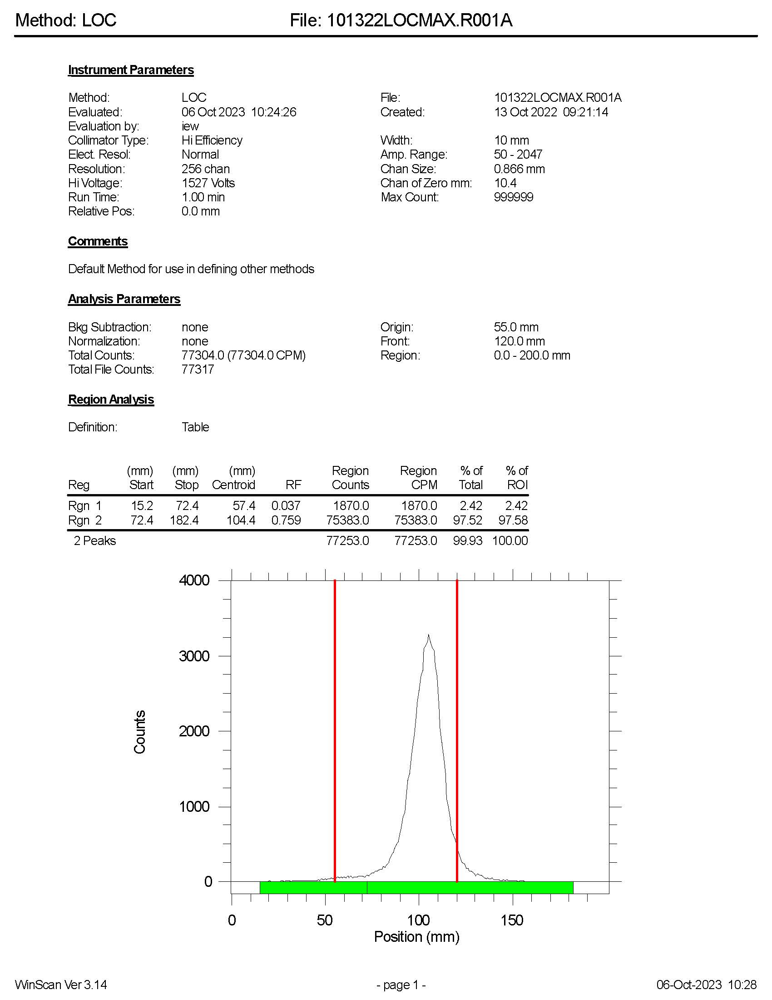 Method: LOC File: 101322LOCMAX.R001A
Instrument Parameters
Method: LOC File: 101322LOCMAX.R001A
Evaluated: 06 Oct 2023 10:24:26 Created: 13 Oct 2022 09:21:14
Evaluation by: iew
Collimator Type: Hi Efficiency Width: 10 mm
Elect. Resol: Normal Amp. Range: 50 - 2047
Resolution: 256 chan Chan Size: 0.866 mm
Hi Voltage: 1527 Volts Chan of Zero mm: 10.4
Run Time: 1.00 min Max Count: 999999
Relative Pos: 0.0 mm
Comments
Default Method for use in defining other methods
Analysis Parameters
Bkg Subtraction: none Origin: 55.0 mm
Normalization: none Front: 120.0 mm
Total Counts: 77304.0 (77304.0 CPM) Region: 0.0 - 200.0 mm
Total File Counts: 77317
Region Analysis
Definition: Table
(mm) (mm) (mm) Region Region % of % of
Reg Start Stop Centroid RF Counts CPM Total ROI
Rgn 1 15.2 72.4 57.4 0.037 1870.0 1870.0 2.42 2.42
Rgn 2 72.4 182.4 104.4 0.759 75383.0 75383.0 97.52 97.58
2 Peaks 77253.0 77253.0 99.93 100.00
4000
3000
2000
1000
0
Counts
0 50 100 150
Position (mm)
WinScan Ver 3.14 - page 1 - 06-Oct-2023 10:28